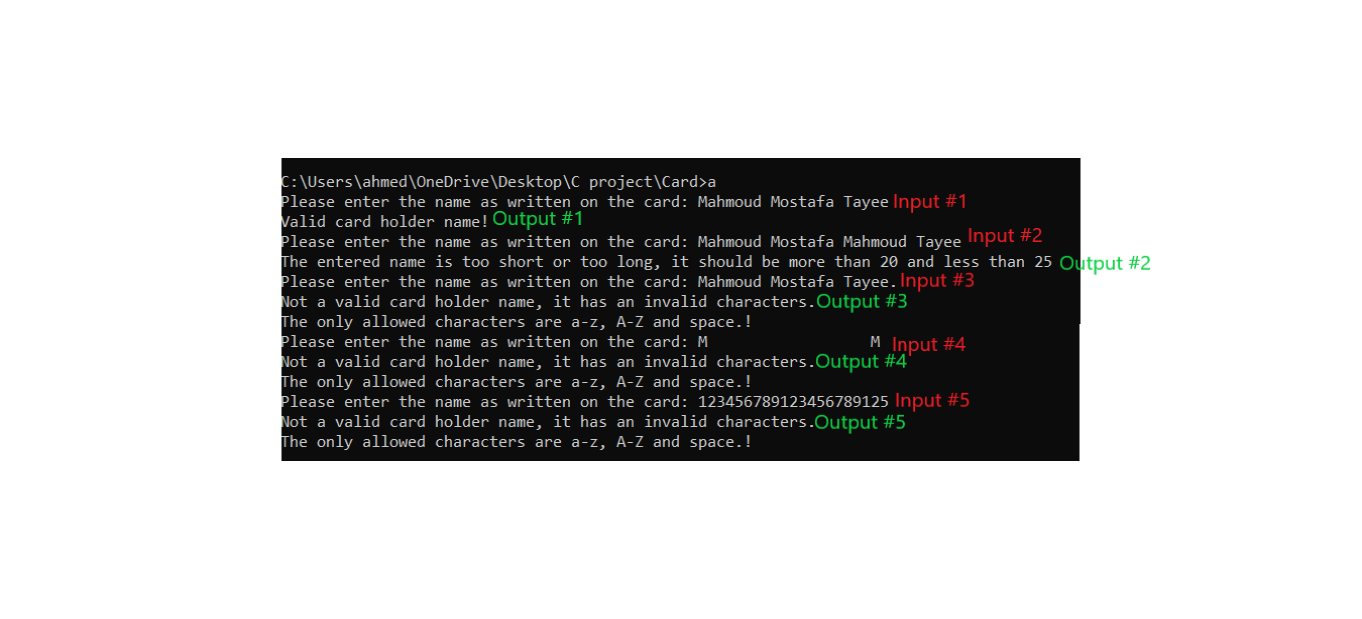 C:\Users\ahmed\OneDrive\Desktop\C project\Card>a
Please enter the name as written on the card: Mahmoud Mostafa Tayee Input #1
Valid card holder name! Output #1
Please enter the name as written on the card: Mahmoud Mostafa Mahmoud Tayee Input #2
The entered name is too short or too long, it should be more than 20 and less than 25 Output #2
Please enter the name as written on the card: Mahmoud Mostafa Tayee. Input #3
Not a valid card holder name, it has an invalid characters. Output #3
The only allowed characters are a-z, A-Z and space.!
Please enter the name as written on the card: M                  M Input #4
Not a valid card holder name, it has an invalid characters. Output #4
The only allowed characters are a-z, A-Z and space.!
Please enter the name as written on the card: 123456789123456789125 Input #5
Not a valid card holder name, it has an invalid characters. Output #5
The only allowed characters are a-z, A-Z and space.!